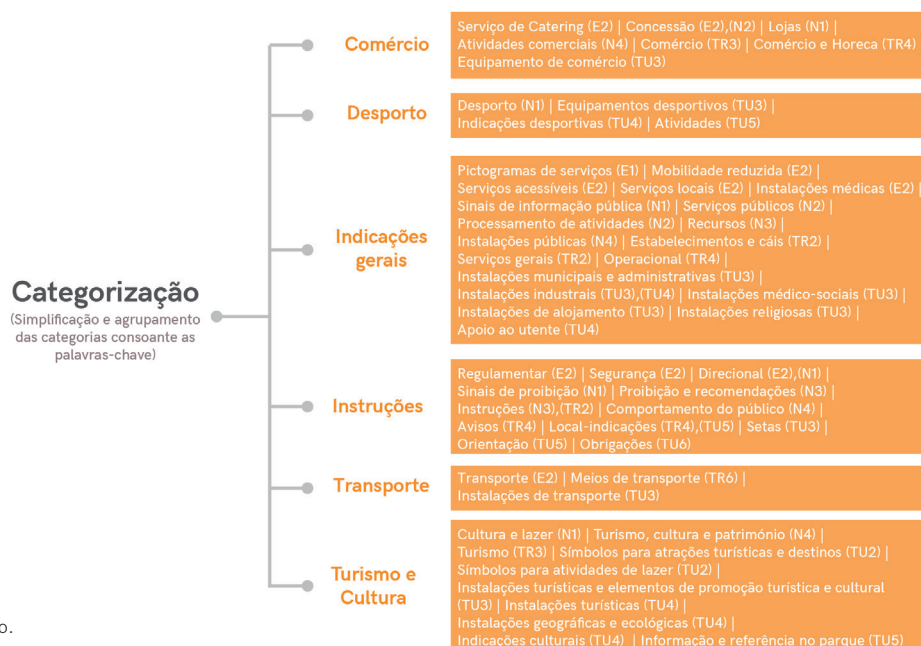 Categorização
(Simplificação e agrupamento
das categorias consoante as
palavras-chave)
Comércio
Serviço de Catering (E2) | Concessão (E2),(N2) | Lojas (N1) |
Atividades comerciais (N4) | Comércio (TR3) | Comércio e Horeca (TR4)
Equipamento de comércio (TU3)
Desporto
Desporto (N1) | Equipamentos desportivos (TU3) |
Indicações desportivas (TU4) | Atividades (TU5)
Indicações
gerais
Pictogramas de serviços (E1) | Mobilidade reduzida (E2) |
Serviços acessíveis (E2) | Serviços locais (E2) | Instalações médicas (E2) |
Sinais de informação pública (N1) | Serviços públicos (N2) |
Processamento de atividades (N2) | Recursos (N3) |
Instalações públicas (N4) | Estabelecimentos e cáis (TR2) |
Serviços gerais (TR2) | Operacional (TR4) |
Instalações municipais e administrativas (TU3) |
Instalações industrais (TU3),(TU4) | Instalações médico-sociais (TU3) |
Instalações de alojamento (TU3) | Instalações religiosas (TU3) |
Apoio ao utente (TU4)
Instruções
Regulamentar (E2) | Segurança (E2) | Direcional (E2),(N1) |
Sinais de proibição (N1) | Proibição e recomendações (N3) |
Instruções (N3),(TR2) | Comportamento do público (N4) |
Avisos (TR4) | Local-indicações (TR4),(TU5) | Setas (TU3) |
Orientação (TU5) | Obrigações (TU6)
Transporte
Transporte (E2) | Meios de transporte (TR6) |
Instalações de transporte (TU3)
Turismo e
Cultura
Cultura e lazer (N1) | Turismo, cultura e património (N4) |
Turismo (TR3) | Símbolos para atrações turísticas e destinos (TU2) |
Símbolos para atividades de lazer (TU2) |
Instalações turísticas e elementos de promoção turística e cultural
(TU3) | Instalações turísticas (TU4) |
Instalações geográficas e ecológicas (TU4) |
Indicações culturais (TU4) | Informação e referência no parque (TU5)
o.